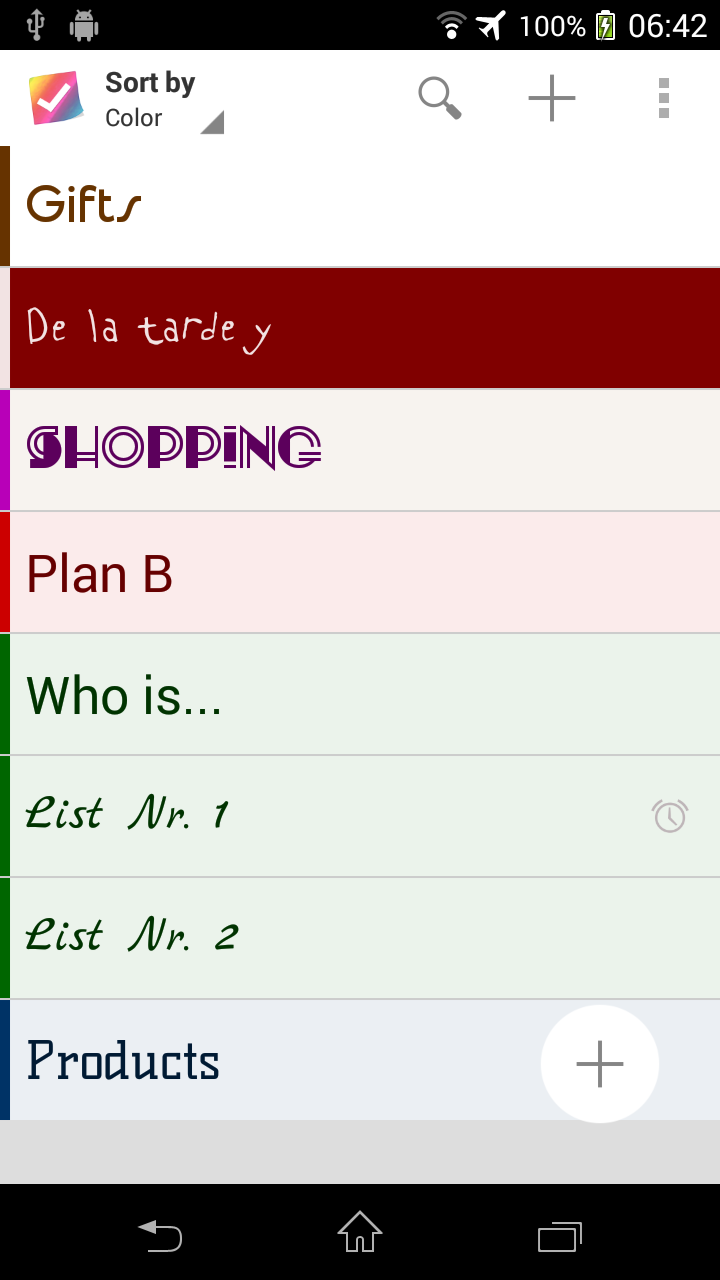 100% 06:42
Sort by
Color
Gifts
De la tarde y
SHOPPING
Plan B
Who is...
List Nr. 1
List Nr. 2
Products